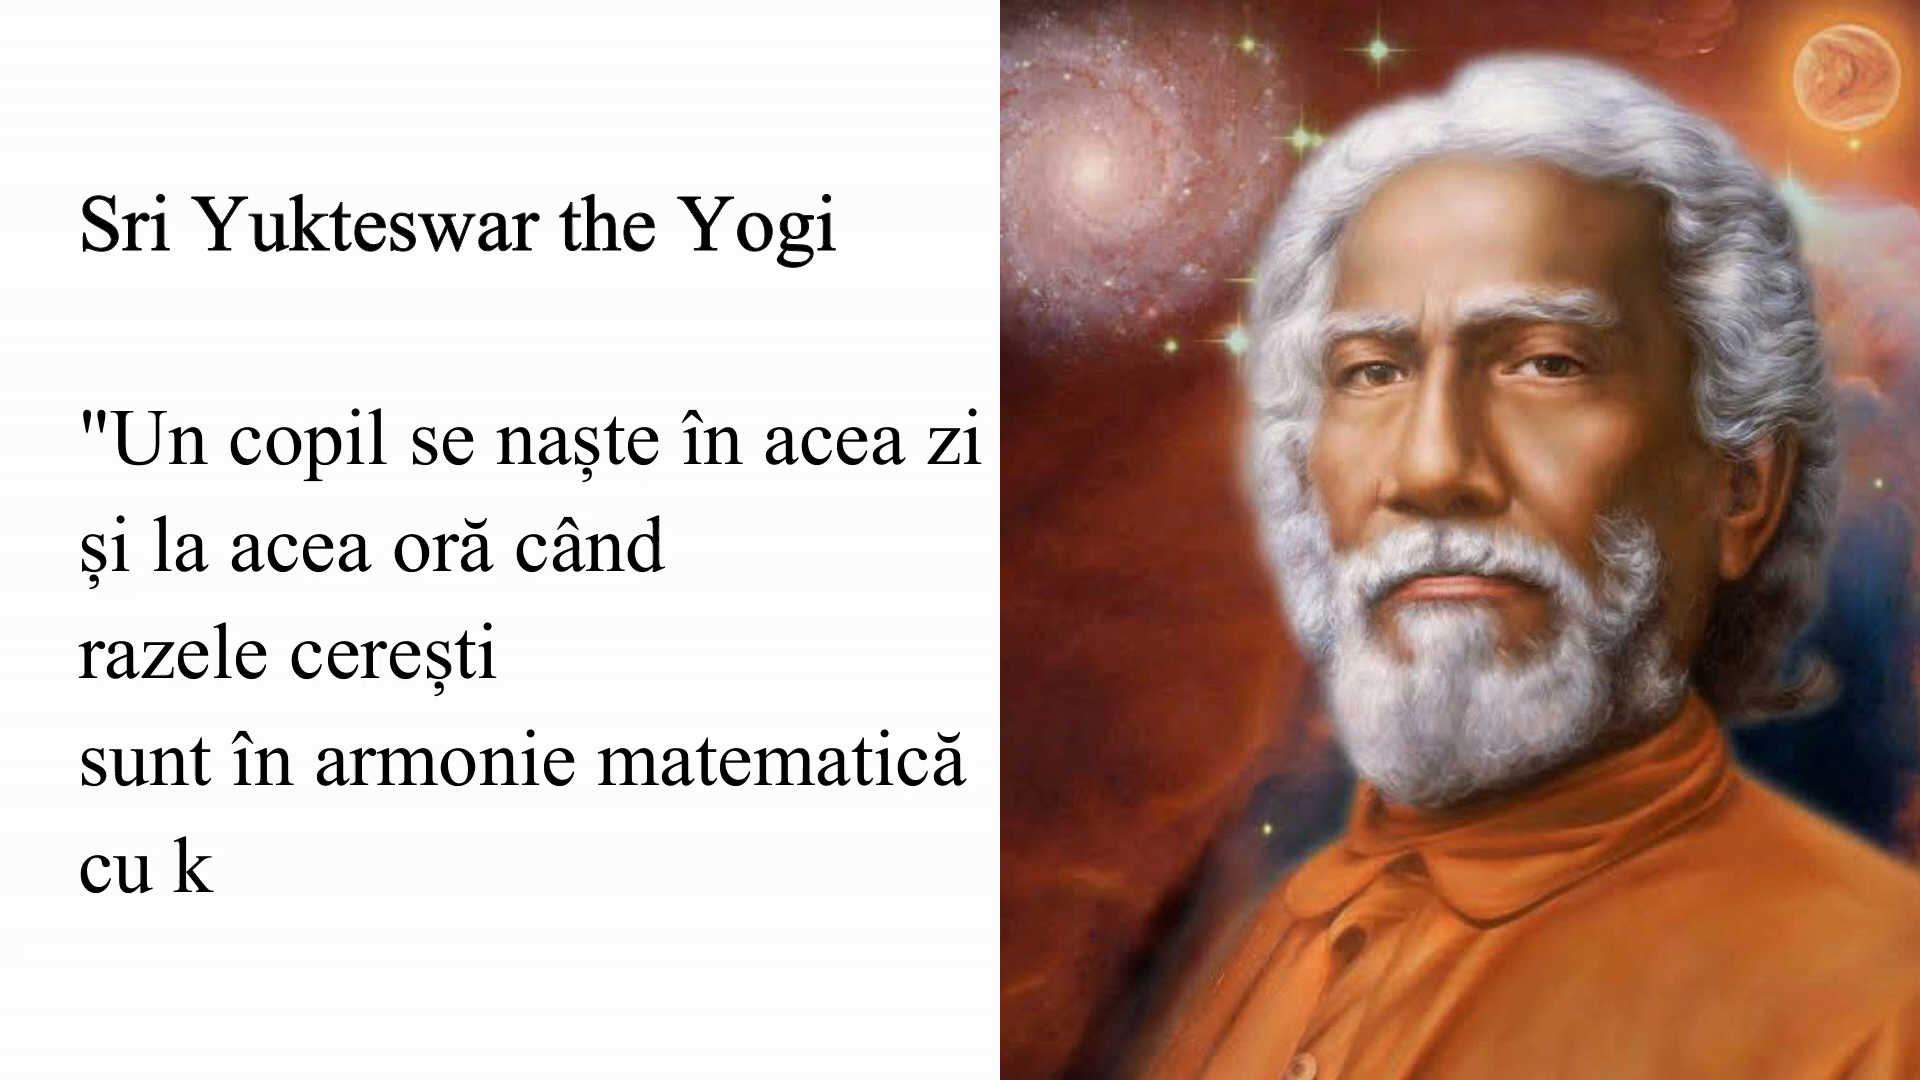 Sri Yukteswar the Yogi
"Un copil se naște în acea zi
și la acea oră când
razele cerești
sunt în armonie matematică
cu k